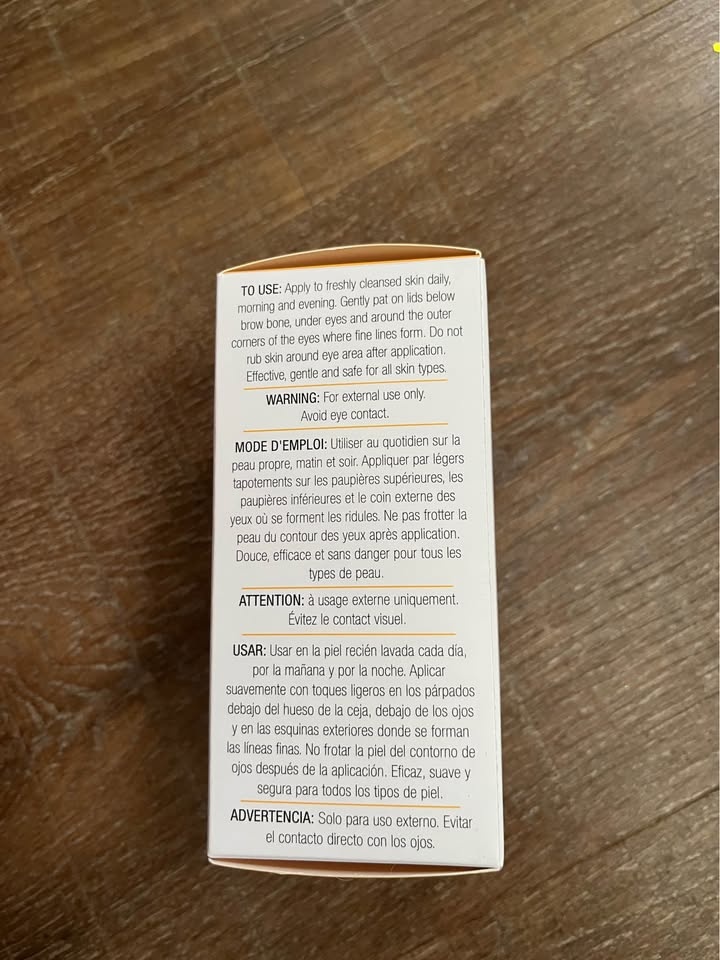 TO USE: Apply to freshly cleansed skin daily,
morning and evening. Gently pat on lids below
brow bone, under eyes and around the outer
corners of the eyes where fine lines form. Do not
rub skin around eye area after application.
Effective, gentle and safe for all skin types.
WARNING: For external use only.
Avoid eye contact.
MODE D'EMPLOI: Utiliser au quotidien sur la
peau propre, matin et soir. Appliquer par légers
tapotements sur les paupières supérieures, les
paupières inférieures et le coin externe des
yeux où se forment les ridules. Ne pas frotter la
peau du contour des yeux après application.
Douce, efficace et sans danger pour tous les
types de peau.
ATTENTION: à usage externe uniquement.
Évitez le contact visuel.
USAR: Usar en la piel recién lavada cada día,
por la mañana y por la noche. Aplicar
suavemente con toques ligeros en los párpados
debajo del hueso de la ceja, debajo de los ojos
y en las esquinas exteriores donde se forman
las líneas finas. No frotar la piel del contorno de
ojos después de la aplicación. Eficaz, suave y
segura para todos los tipos de piel.
ADVERTENCIA: Solo para uso externo. Evitar
el contacto directo con los ojos.